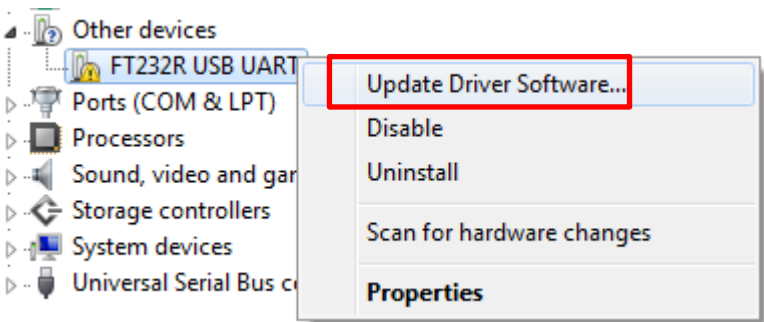 Other devices
FT232R USB UART
Ports (COM & LPT)
Processors
Sound, video and gar
Storage controllers
System devices
Universal Serial Bus c
Update Driver Software...
Disable
Uninstall
Scan for hardware changes
Properties